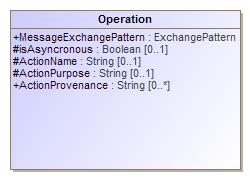 Operation
+MessageExchangePattern : ExchangePattern
#isAsyncronous : Boolean [0..1]
#ActionName : String [0..1]
#ActionPurpose : String [0..1]
+ActionProvenance : String [0..*]